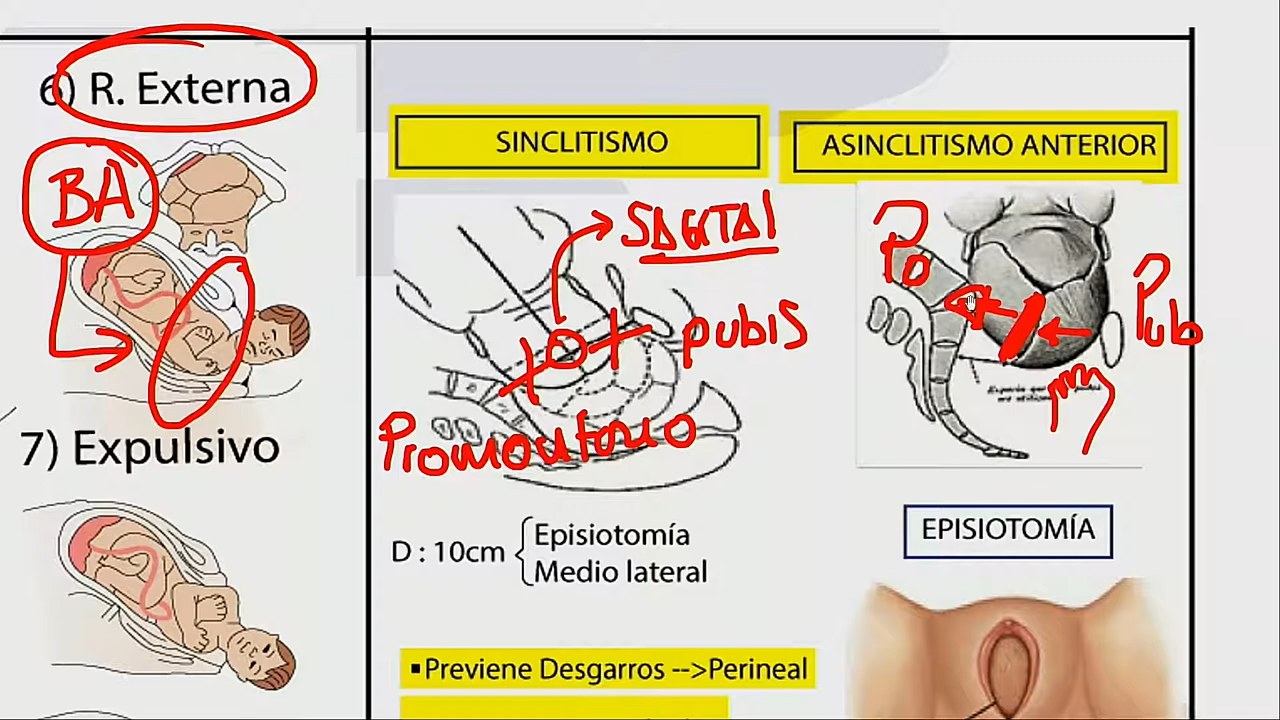 6) R. Externa
BA
7) Expulsivo
SINCLITISMO
SAGITAL
pubis
Promontorio
D : 10cm
Episiotomía
Medio lateral
▪Previene Desgarros -->Perineal
ASINCLITISMO ANTERIOR
Po
Pub
EPISIOTOMÍA